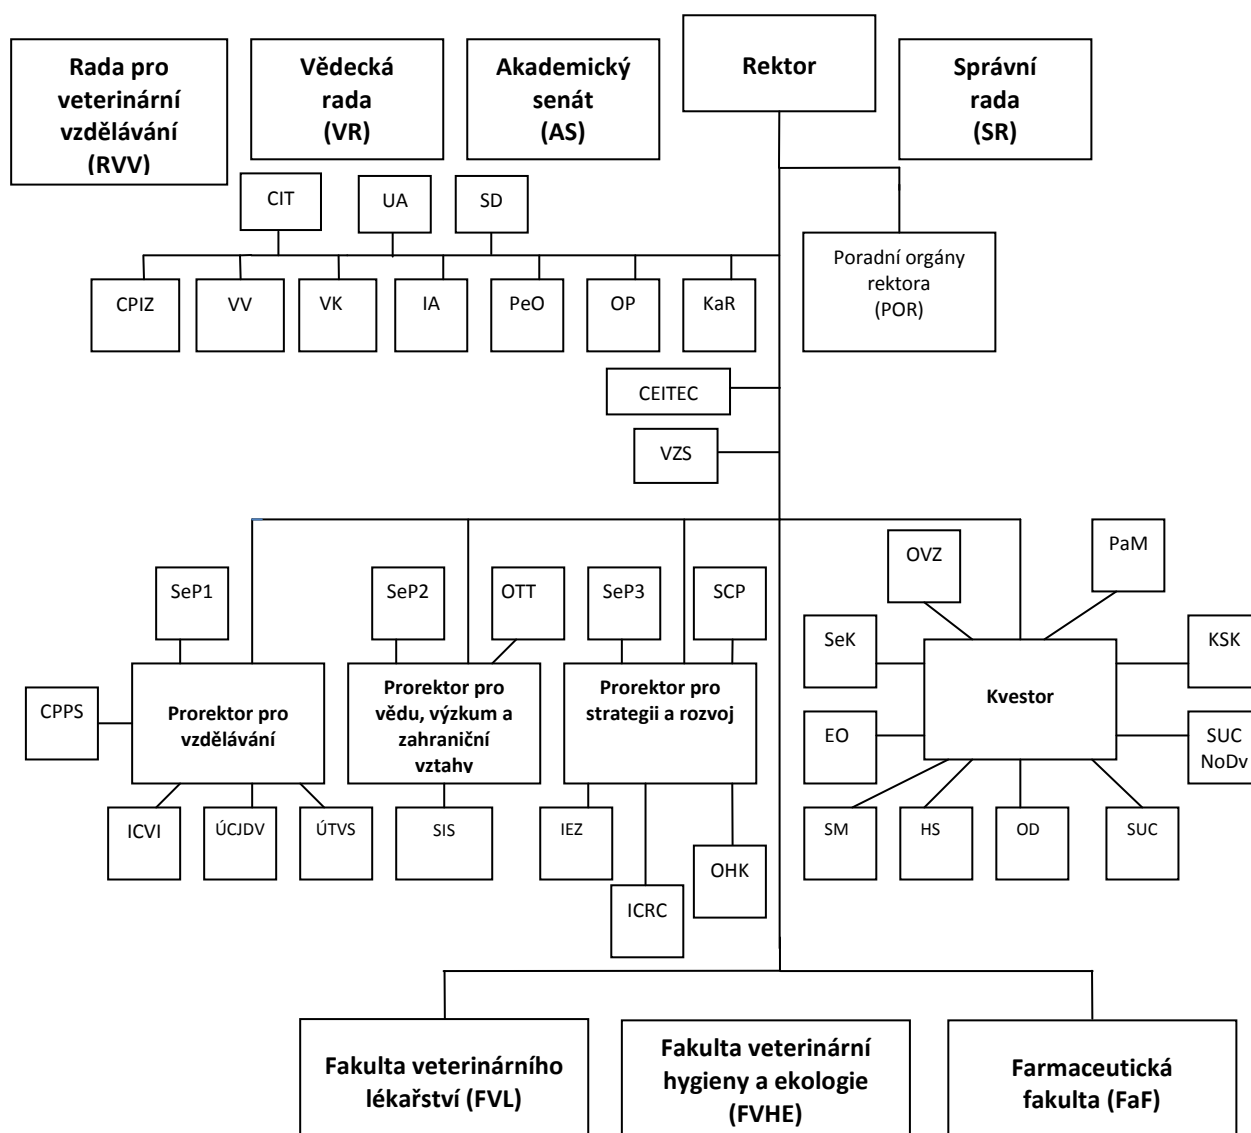 Rada pro
veterinární
vzdělávání
(RVV)
Vědecká
rada
(VR)
Akademický
senát
(AS)
Rektor
Správní
rada
(SR)
CIT
UA
SD
Poradní orgány
rektora
(POR)
CPIZ
VV
VK
IA
PeO
OP
KaR
CEITEC
VZS
SeP1
SeP2
OTT
SeP3
SCP
OVZ
PaM
SeK
KSK
CPPS
Prorektor pro
vzdělávání
Prorektor pro
vědu, výzkum a
zahraniční
vztahy
Prorektor pro
strategii a rozvoj
Kvestor
EO
SUC
NoDv
ICVI
ÚCJDV
ÚTVS
SIS
IEZ
ICRC
OHK
SM
HS
OD
SUC
Fakulta veterinárního
lékařství (FVL)
Fakulta veterinární
hygieny a ekologie
(FVHE)
Farmaceutická
fakulta (FaF)